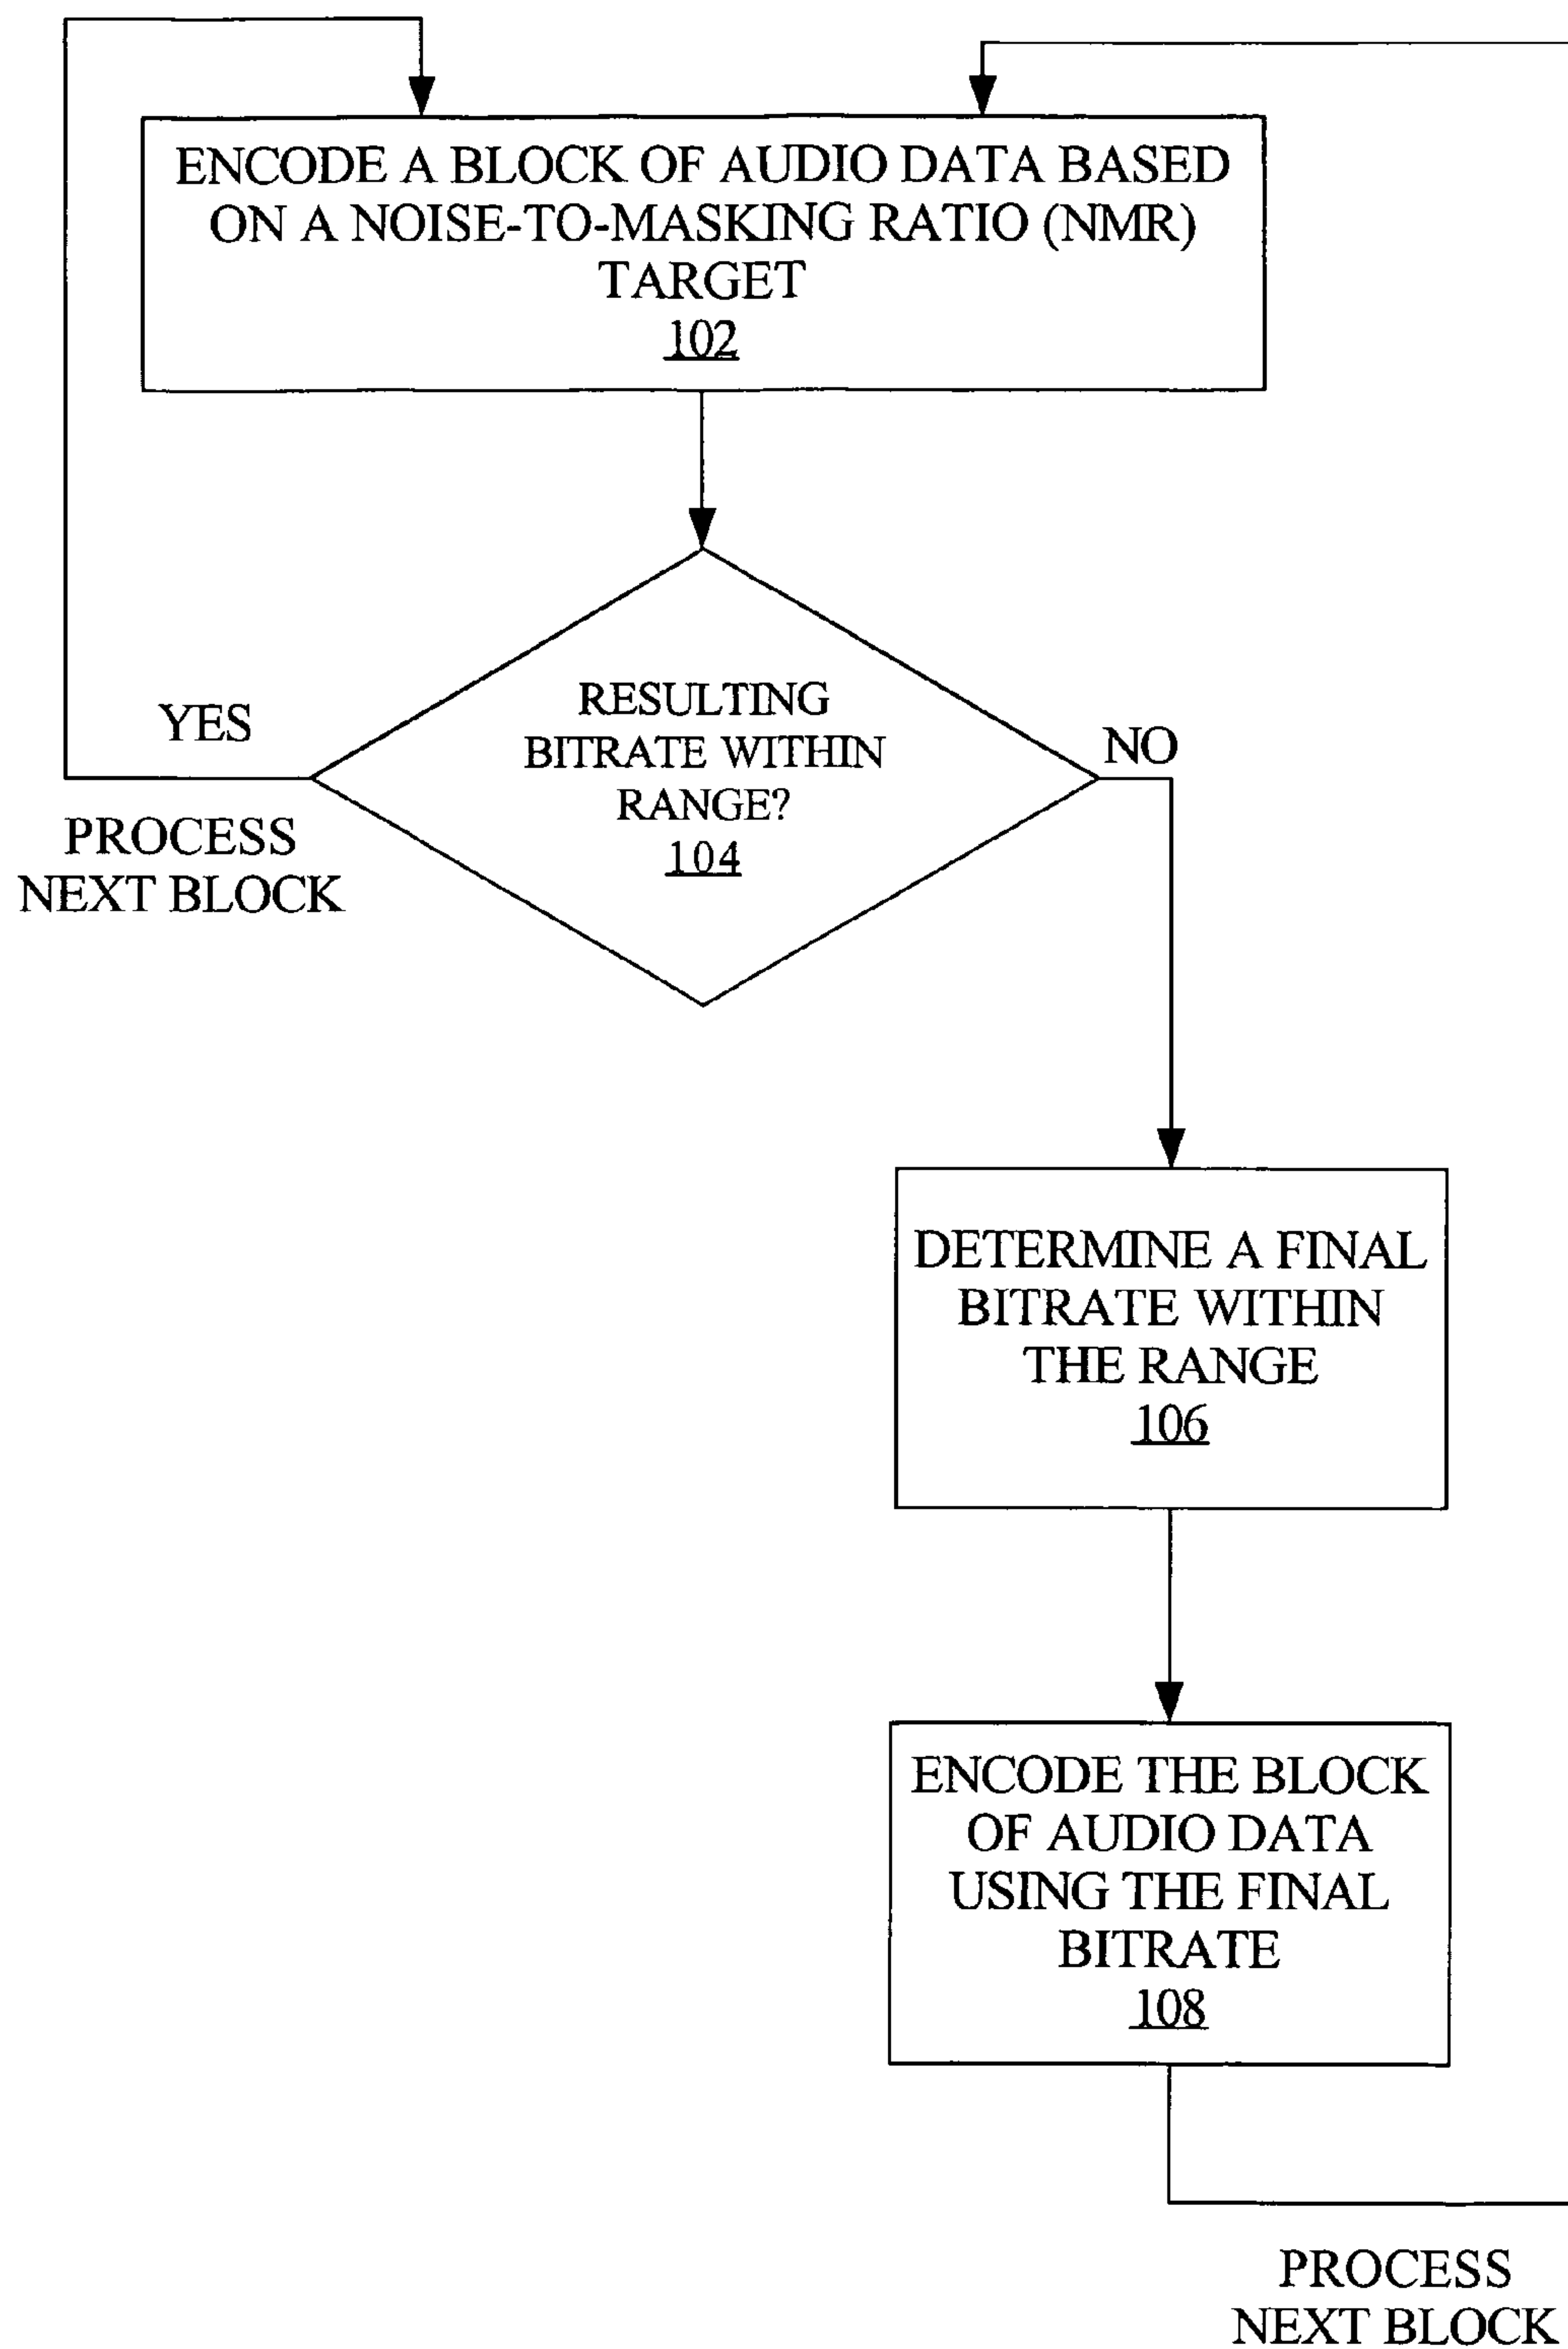 ENCODE A BLOCK OF AUDIO DATA BASED
ON A NOISE-TO-MASKING RATIO (NMR)
TARGET
102
RESULTING
BITRATE WITHIN
RANGE?
104
YES
PROCESS
NEXT BLOCK
NO
DETERMINE A FINAL
BITRATE WITHIN
THE RANGE
106
ENCODE THE BLOCK
OF AUDIO DATA
USING THE FINAL
BITRATE
108
PROCESS
NEXT BLOCK